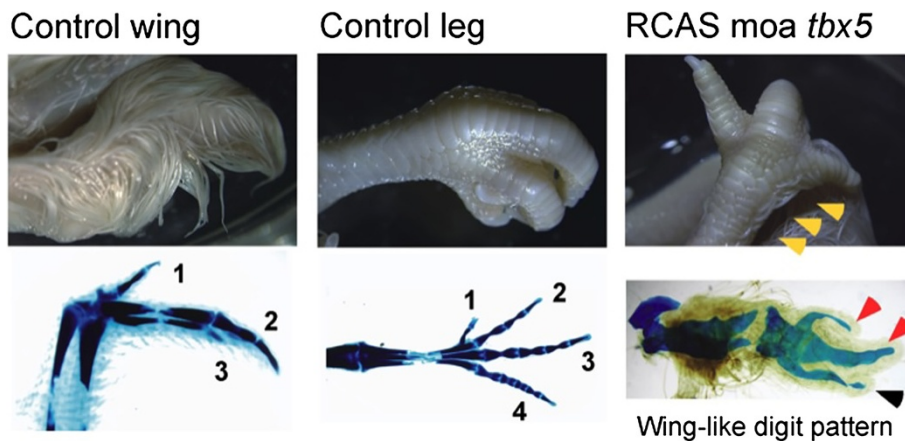 Control wing
Control leg
RCAS moa tbx5
1
2
3
1
2
3
4
Wing-like digit pattern